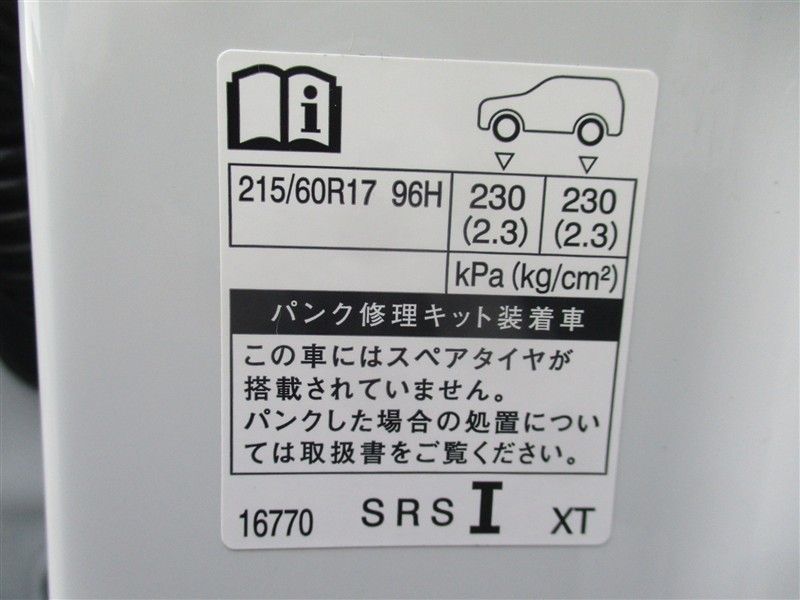 i
215/60R17 96H 230 230
(2.3) (2.3)
kPa (kg/cm²)
パンク修理キット装着車
この車にはスペアタイヤが
搭載されていません。
パンクした場合の処置につい
ては取扱書をご覧ください。
16770 SRS I XT